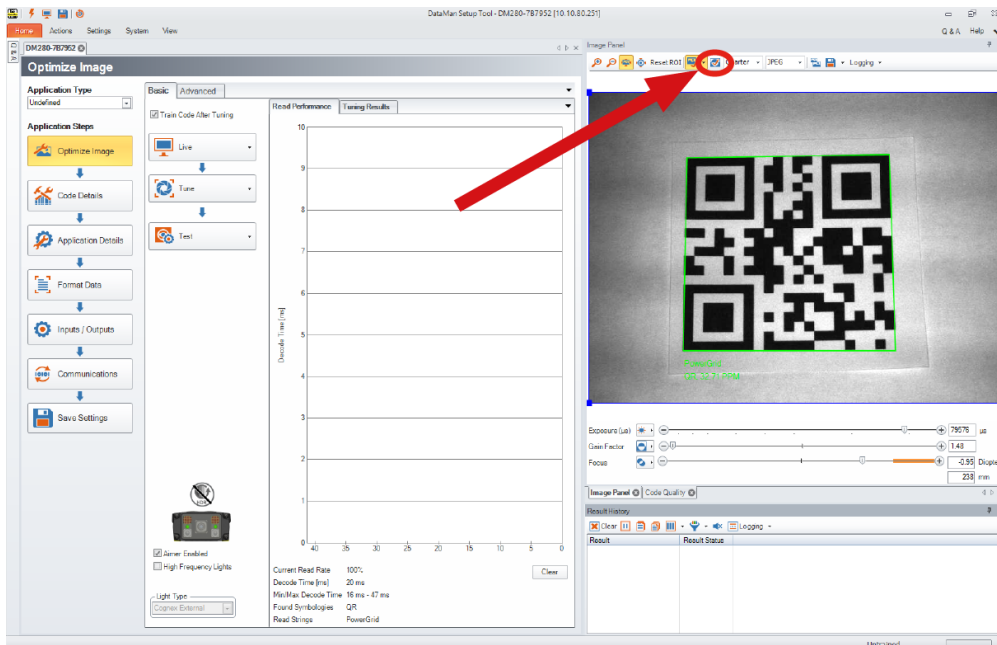 DataMan Setup Tool - DM280-7B7952 [10.10.80.251]
Home Actions Settings System View Q & A Help
DM280-7B7952
Optimize Image
Application Type
Undefined
Application Steps
Optimize Image
Code Details
Application Details
Format Data
Inputs / Outputs
Communications
Save Settings
Basic Advanced
Train Code After Tuning
Live
Tune
Test
Aimer Enabled
High Frequency Lights
Light Type
Cognex External
Read Performance Tuning Results
10
9
8
7
6
5
4
3
2
1
0
Decode Time [ms]
40 35 30 25 20 15 10 5 0
Current Read Rate 100%
Decode Time [ms] 20 ms
Min/Max Decode Time 16 ms - 47 ms
Found Symbologies QR
Read Strings PowerGrid
Clear
Image Panel
Reset ROI JPEG Logging
PowerGrid
Exposure (µs) 79576 µs
Gain Factor 1.48
Focus -0.95
238 mm
Image Panel Code Quality
Result History
Clear Logging
Result Result Status
Untrained